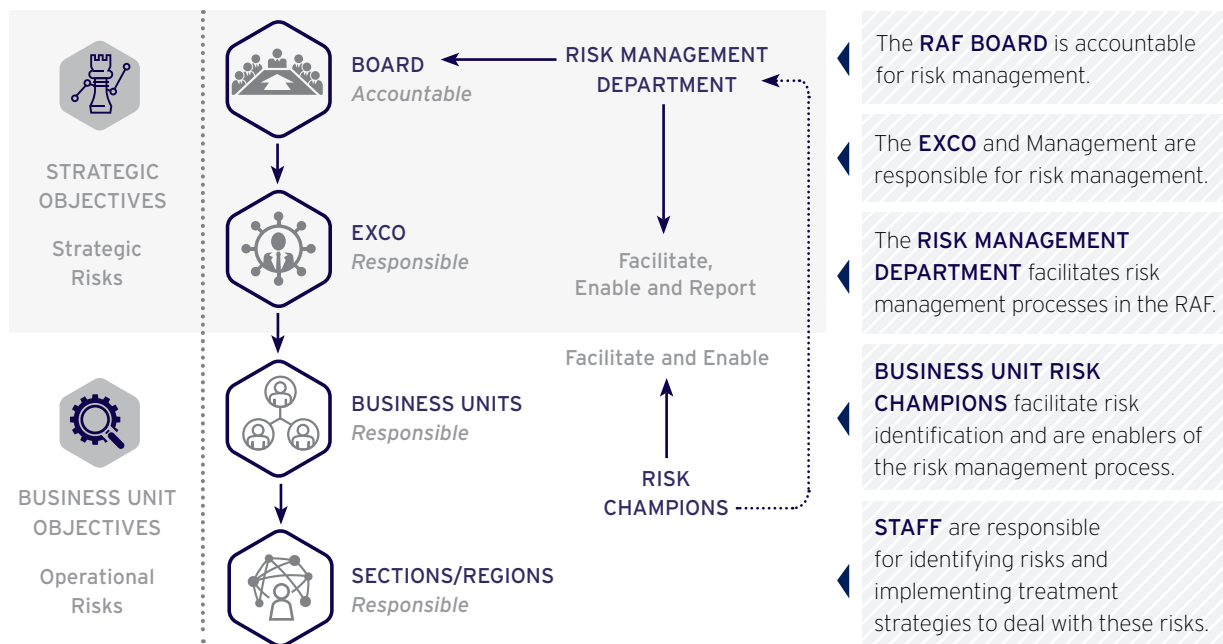 STRATEGIC
OBJECTIVES
Strategic
Risks
BUSINESS UNIT
OBJECTIVES
Operational
Risks
BOARD
Accountable
EXCO
Responsible
BUSINESS UNITS
Responsible
SECTIONS/REGIONS
Responsible
RISK MANAGEMENT
DEPARTMENT
Facilitate,
Enable and Report
Facilitate and Enable
RISK
CHAMPIONS
The RAF BOARD is accountable
for risk management.
The EXCO and Management are
responsible for risk management.
The RISK MANAGEMENT
DEPARTMENT facilitates risk
management processes in the RAF.
BUSINESS UNIT RISK
CHAMPIONS facilitate risk
identification and are enablers of
the risk management process.
STAFF are responsible
for identifying risks and
implementing treatment
strategies to deal with these risks.